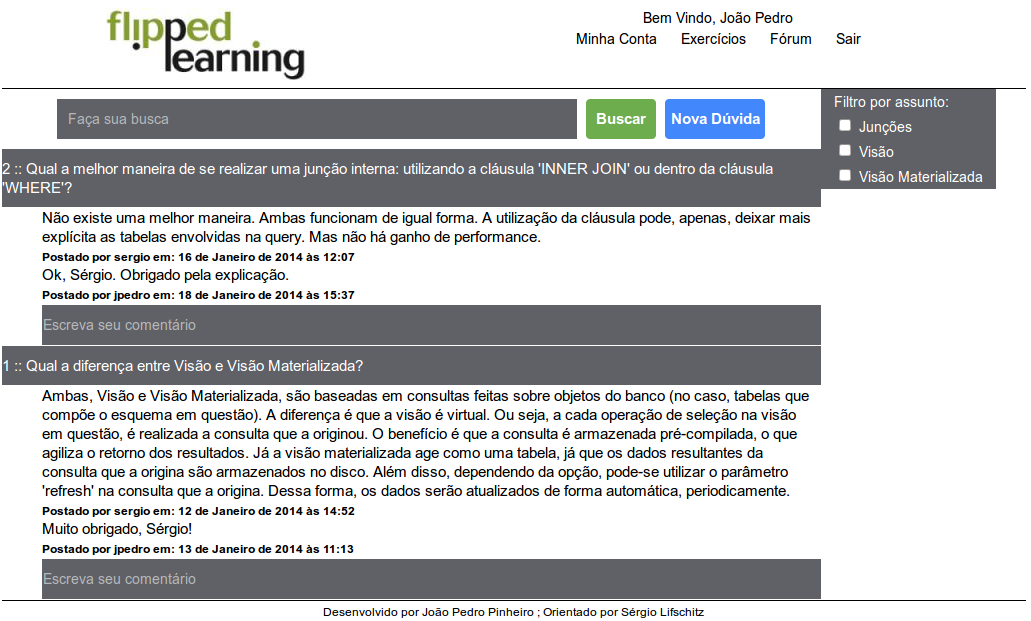 flipped
learning
Bem Vindo, João Pedro
Minha Conta Exercícios Fórum Sair
Faça sua busca
Buscar
Nova Dúvida
Filtro por assunto:
Junções
Visão
Visão Materializada
2 :: Qual a melhor maneira de se realizar uma junção interna: utilizando a cláusula 'INNER JOIN' ou dentro da cláusula
'WHERE'?
Não existe uma melhor maneira. Ambas funcionam de igual forma. A utilização da cláusula pode, apenas, deixar mais
explícita as tabelas envolvidas na query. Mas não há ganho de performance.
Postado por sergio em: 16 de Janeiro de 2014 às 12:07
Ok, Sérgio. Obrigado pela explicação.
Postado por jpedro em: 18 de Janeiro de 2014 às 15:37
Escreva seu comentário
1 :: Qual a diferença entre Visão e Visão Materializada?
Ambas, Visão e Visão Materializada, são baseadas em consultas feitas sobre objetos do banco (no caso, tabelas que
compõe o esquema em questão). A diferença é que a visão é virtual. Ou seja, a cada operação de seleção na visão
em questão, é realizada a consulta que a originou. O benefício é que a consulta é armazenada pré-compilada, o que
agiliza o retorno dos resultados. Já a visão materializada age como uma tabela, já que os dados resultantes da
consulta que a origina são armazenados no disco. Além disso, dependendo da opção, pode-se utilizar o parâmetro
'refresh' na consulta que a origina. Dessa forma, os dados serão atualizados de forma automática, periodicamente.
Postado por sergio em: 12 de Janeiro de 2014 às 14:52
Muito obrigado, Sérgio!
Postado por jpedro em: 13 de Janeiro de 2014 às 11:13
Escreva seu comentário
Desenvolvido por João Pedro Pinheiro ; Orientado por Sérgio Lifschitz